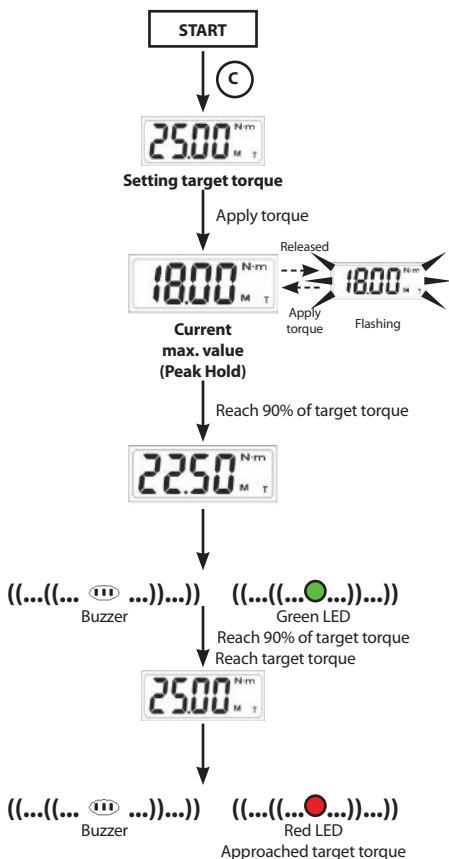 START
C
25.00 N·m
M T
Setting target torque
Apply torque
Released
18.00 N·m
M T
18.00 N·m
M T
Apply
torque
Flashing
Current
max. value
(Peak Hold)
Reach 90% of target torque
22.50 N·m
M T
((...((... ...))...)) ((...((... ...))...))
Buzzer Green LED
Reach 90% of target torque
Reach target torque
25.00 N·m
M T
((...((... ...))...)) ((...((... ...))...))
Buzzer Red LED
Approached target torque